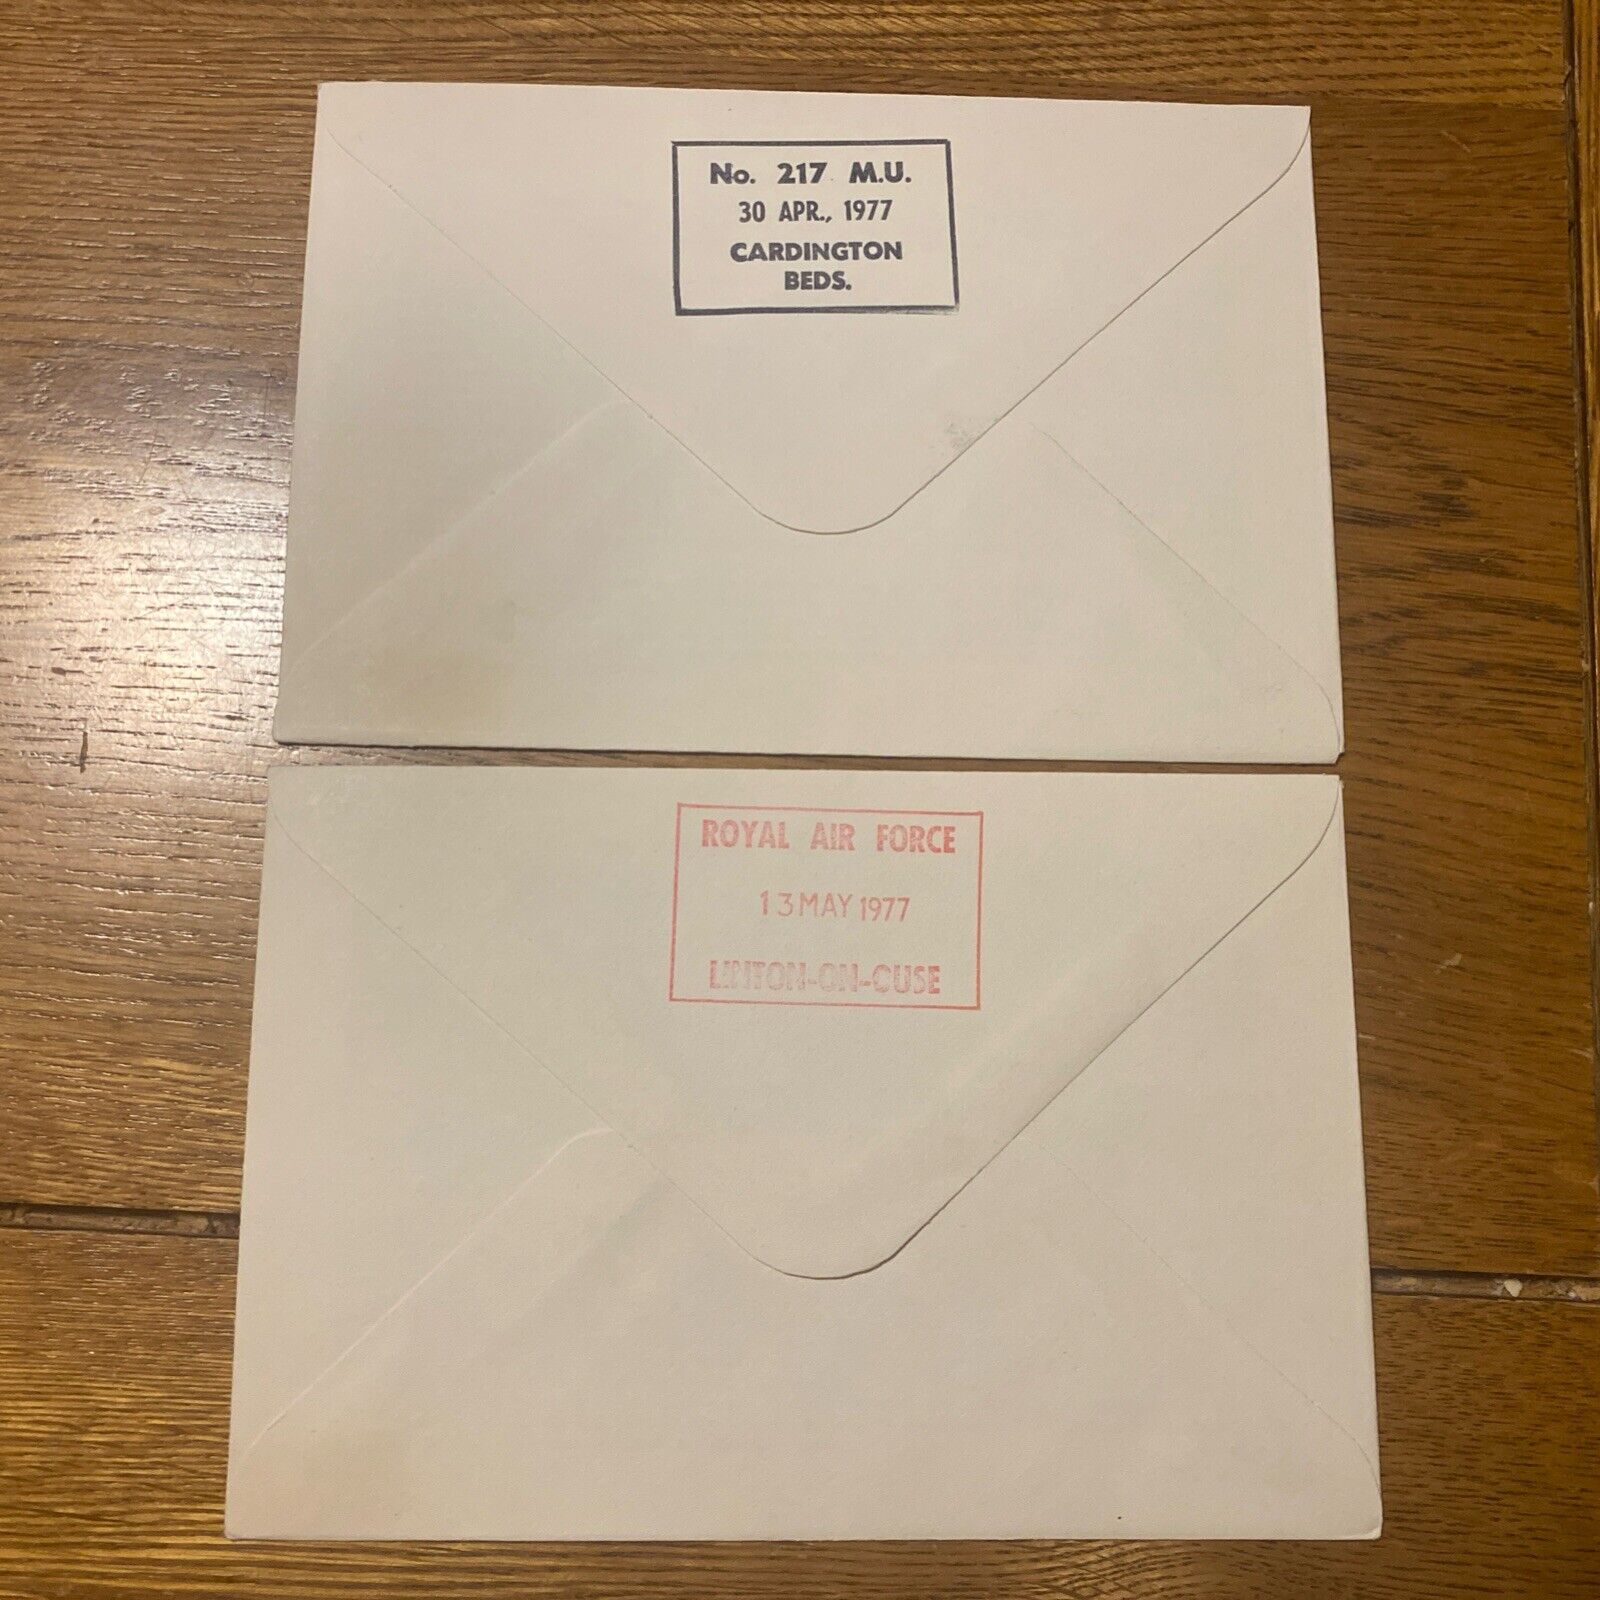 No. 217 M.U.
30 APR., 1977
CARDINGTON
BEDS.
ROYAL AIR FORCE
13 MAY 1977
LINTON-ON-OUSE